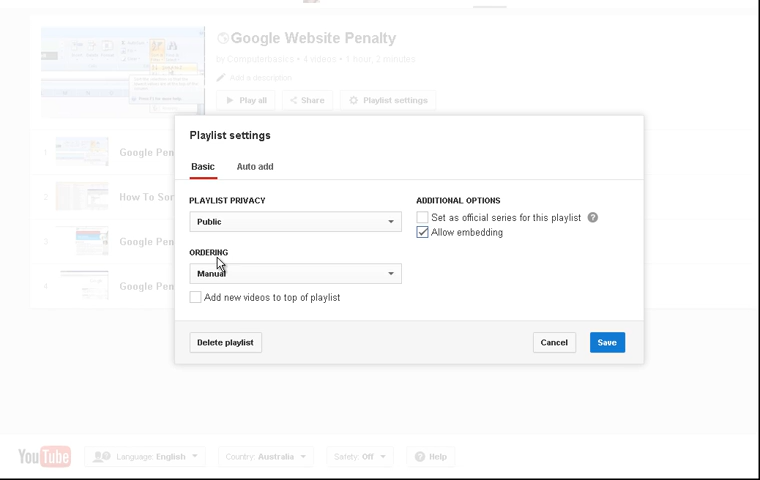 Google Website Penalty
by Computerbasics • 4 videos • 1 hour, 2 minutes
Add a description
Play all
Share
Playlist settings
Playlist settings
Basic
Auto add
PLAYLIST PRIVACY
Public
ADDITIONAL OPTIONS
Set as official series for this playlist
Allow embedding
ORDERING
Manual
Add new videos to top of playlist
Delete playlist
Cancel
Save
1 Google Pen
2 How To Sor
3 Google Pen
4 Google Pen
YouTube
Language: English
Country: Australia
Safety: Off
Help